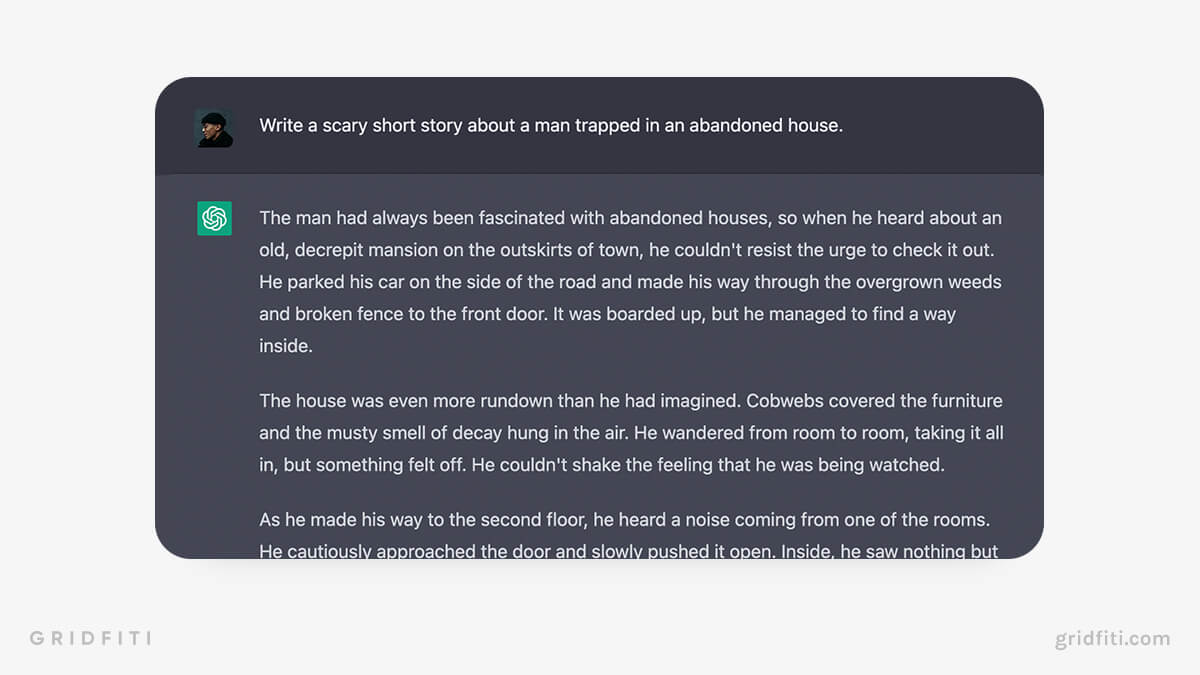 Write a scary short story about a man trapped in an abandoned house.
The man had always been fascinated with abandoned houses, so when he heard about an
old, decrepit mansion on the outskirts of town, he couldn't resist the urge to check it out.
He parked his car on the side of the road and made his way through the overgrown weeds
and broken fence to the front door. It was boarded up, but he managed to find a way
inside.
The house was even more rundown than he had imagined. Cobwebs covered the furniture
and the musty smell of decay hung in the air. He wandered from room to room, taking it all
in, but something felt off. He couldn't shake the feeling that he was being watched.
As he made his way to the second floor, he heard a noise coming from one of the rooms.
He cautiously approached the door and slowly pushed it open. Inside, he saw nothing but
GRIDFITI
gridfiti.com